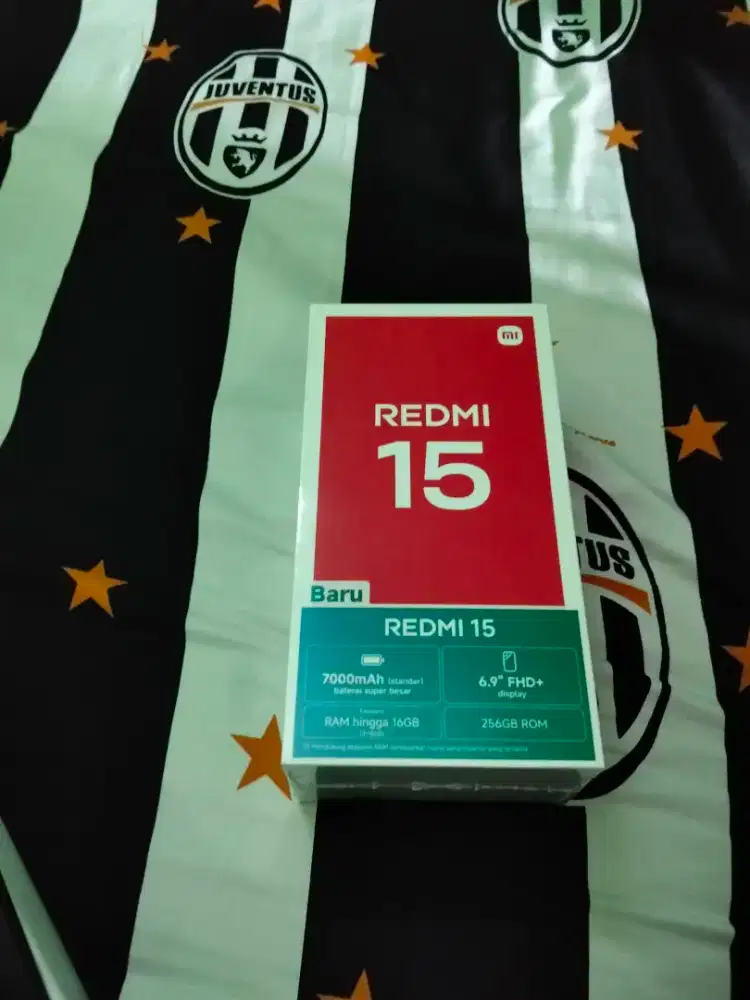 JUVENTUS
mi
REDMI
15
TUS
Baru
REDMI 15
7000mAh (standar)
baterai super besar
6.9" FHD+
display
RAM hingga 16GB
256GB ROM